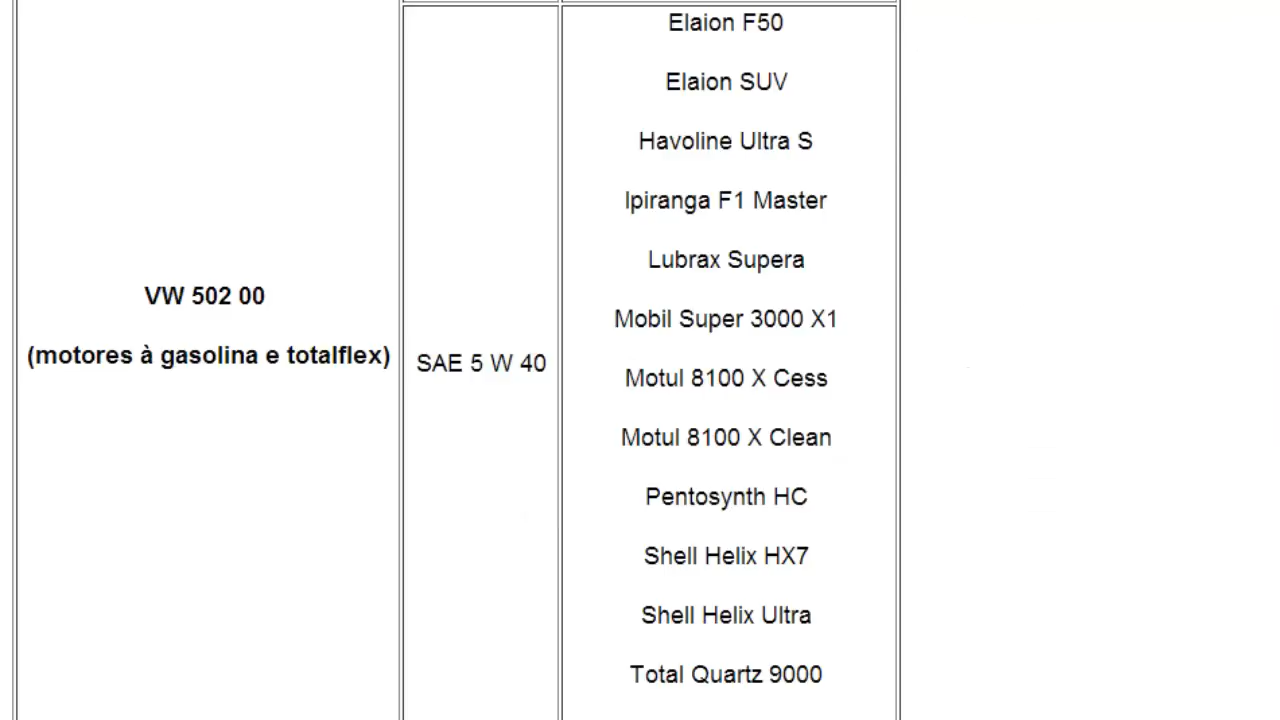 VW 502 00
(motores à gasolina e totalflex)
SAE 5 W 40
Elaion F50
Elaion SUV
Havoline Ultra S
Ipiranga F1 Master
Lubrax Supera
Mobil Super 3000 X1
Motul 8100 X Cess
Motul 8100 X Clean
Pentosynth HC
Shell Helix HX7
Shell Helix Ultra
Total Quartz 9000